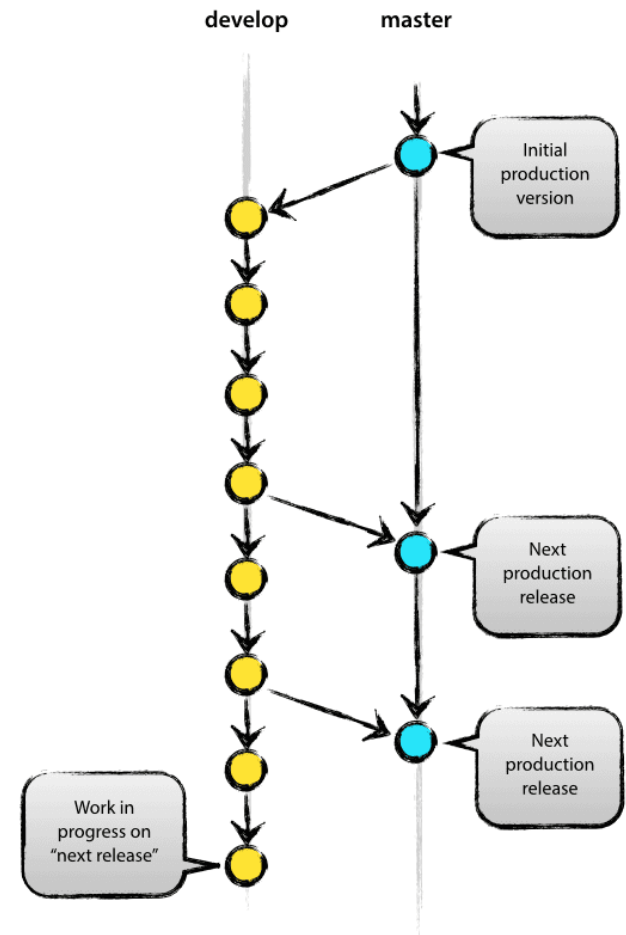 develop
master
Initial
production
version
Next
production
release
Next
production
release
Work in
progress on
“next release”